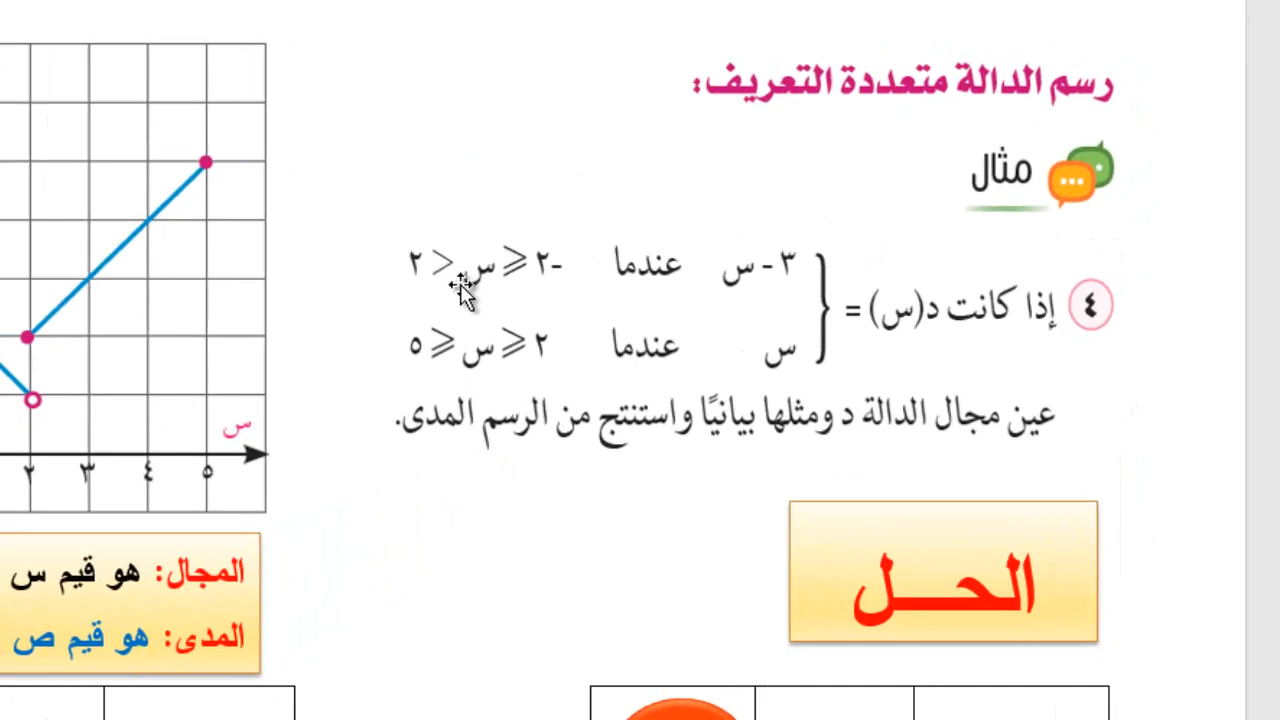 رسم الدالة متعددة التعريف:
مثال
٤ إذا كانت د(س) =
٣ - س عندما -٢ ⩽ س < ٢
س عندما ٢ ⩽ س ⩽ ٥
عين مجال الدالة د ومثلها بيانيًا واستنتج من الرسم المدى.
الحـــل
س
٢ ٣ ٤ ٥
المجال: هو قيم س
المدى: هو قيم ص